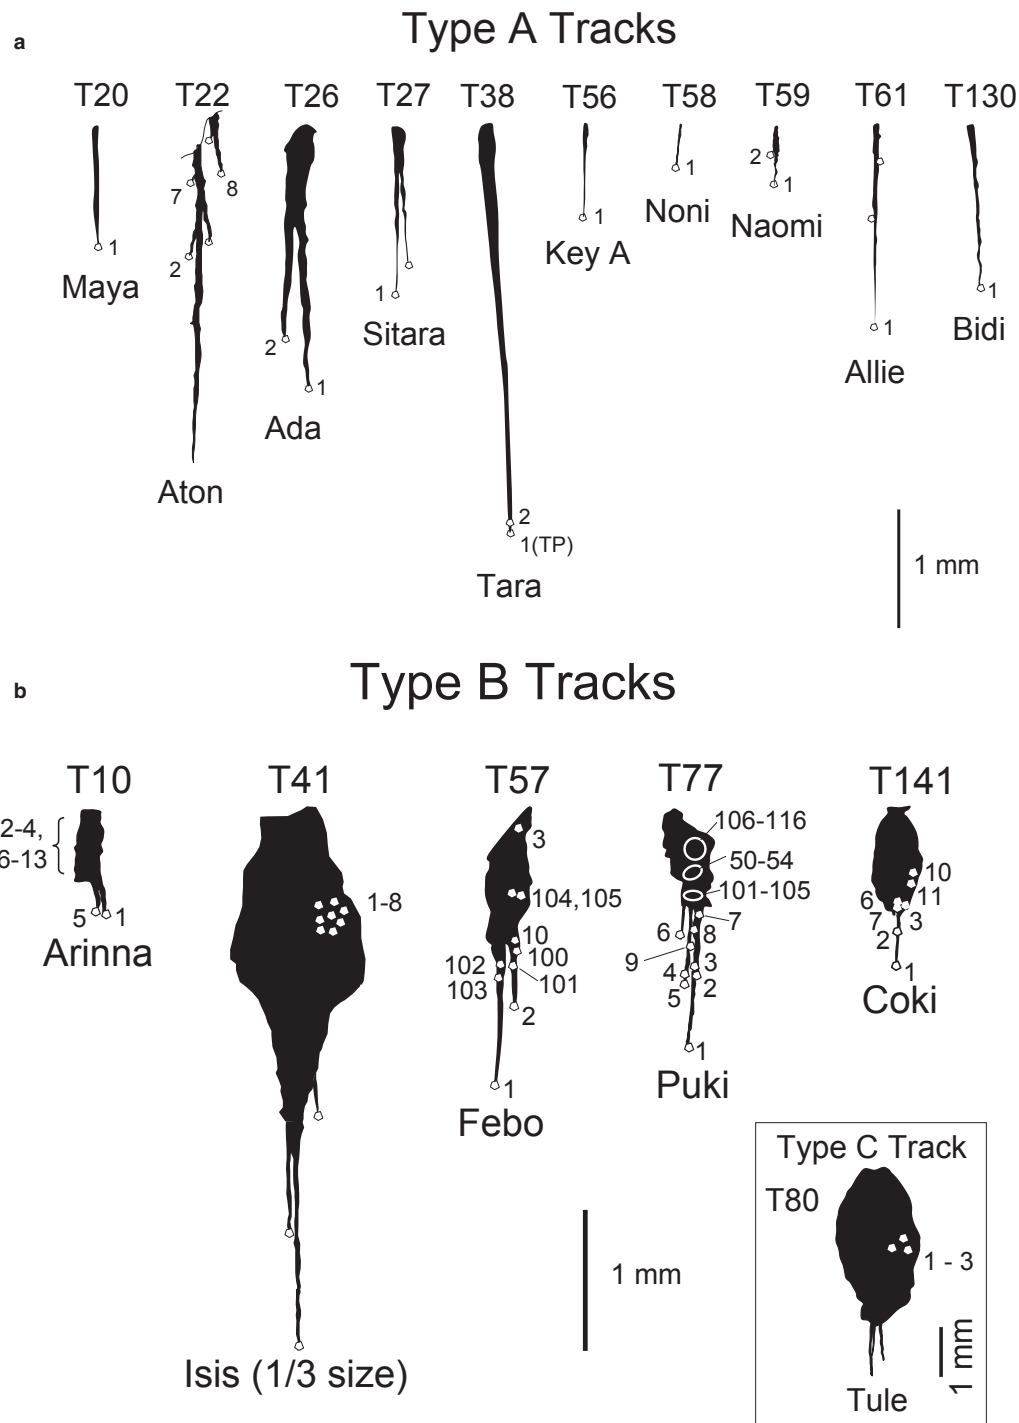 a
Type A Tracks
T20 T22 T26 T27 T38 T56 T58 T59 T61 T130
1
Maya
7
8
2
Aton
2
1
Ada
1
Sitara
2
1(TP)
Tara
1
Key A
1
Noni
2
1
Naomi
1
Allie
1
Bidi
1 mm
b
Type B Tracks
T10 T41 T57 T77 T141
2-4,
6-13
5
1
Arinna
1-8
Isis (1/3 size)
3
104,105
10
100
102
101
103
2
1
Febo
106-116
50-54
101-105
7
6
8
9
3
4
2
5
1
Puki
10
6
11
7
3
2
1
Coki
1 mm
Type C Track
T80
1 - 3
1 mm
Tule